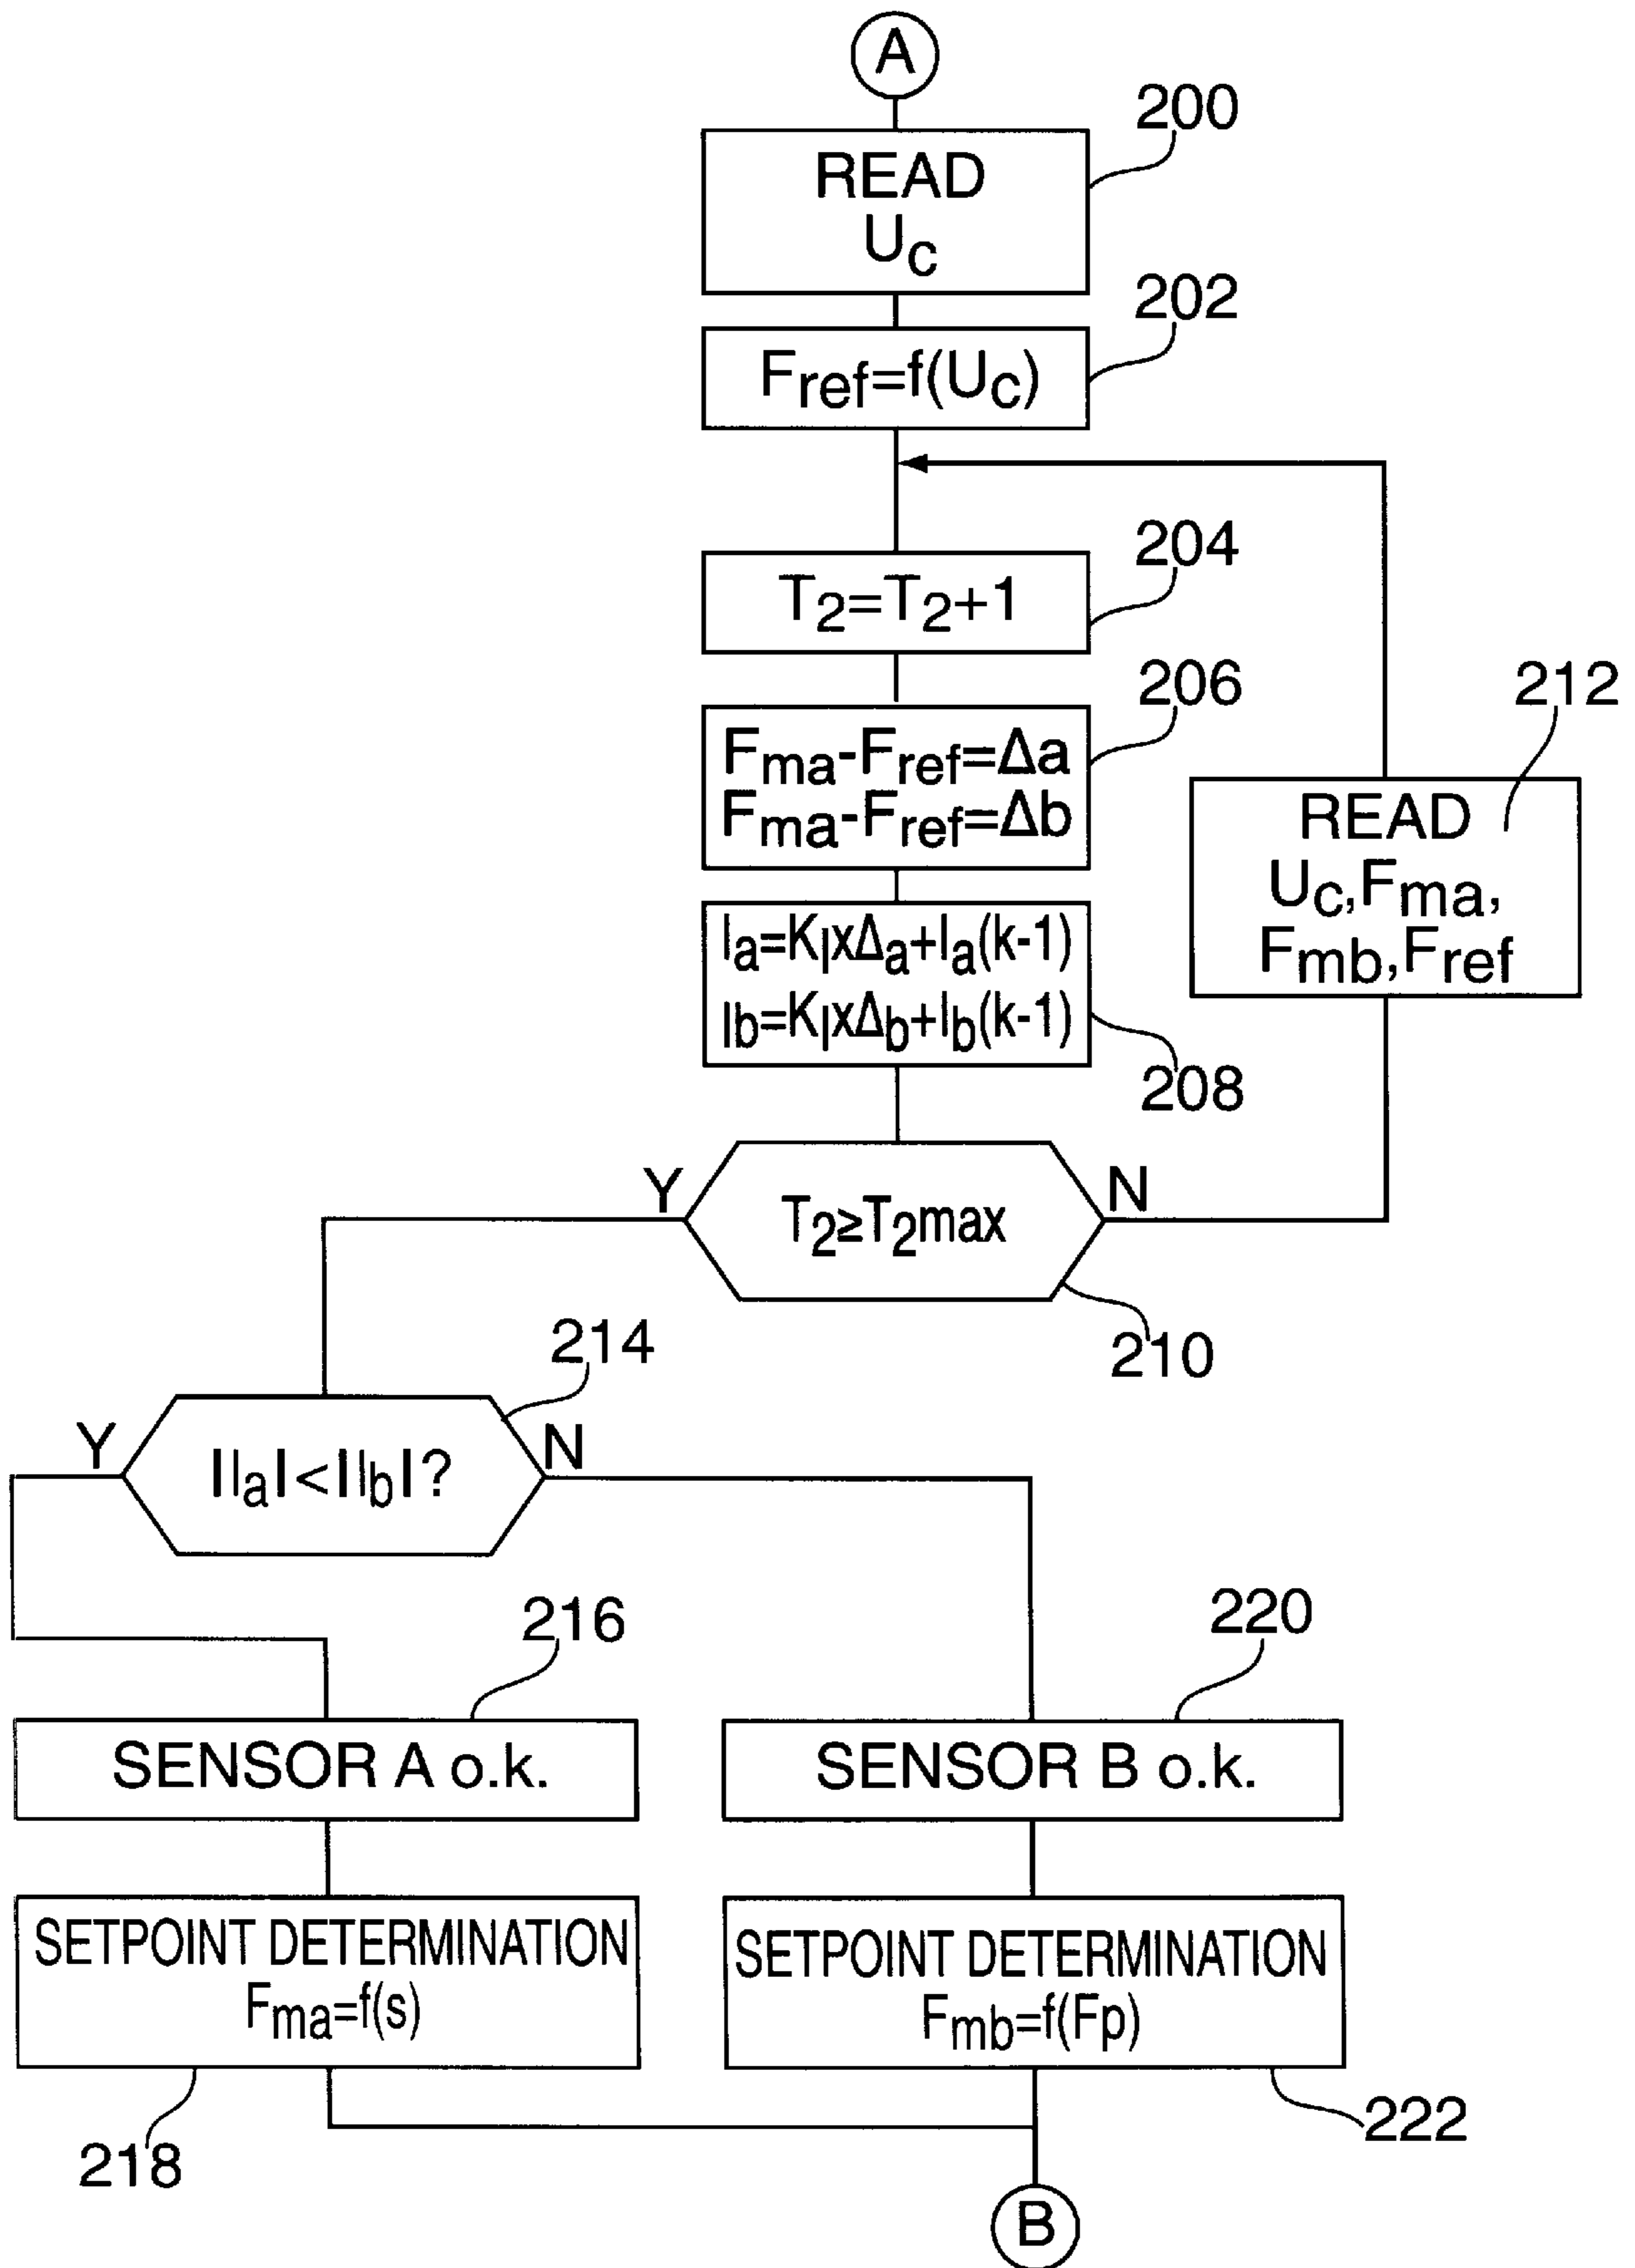 A
200
READ
Uc
202
Fref=f(Uc)
204
T2=T2+1
206
Fma-Fref=Δa
Fma-Fref=Δb
212
READ
Uc,Fma,
Fmb,Fref
Ia=KIxΔa+Ia(k-1)
Ib=KIxΔb+Ib(k-1)
208
Y
T2≥T2max
N
210
214
Y
|Ia|<|Ib|?
N
216
220
SENSOR A o.k.
SENSOR B o.k.
SETPOINT DETERMINATION
Fma=f(s)
SETPOINT DETERMINATION
Fmb=f(Fp)
218
222
B